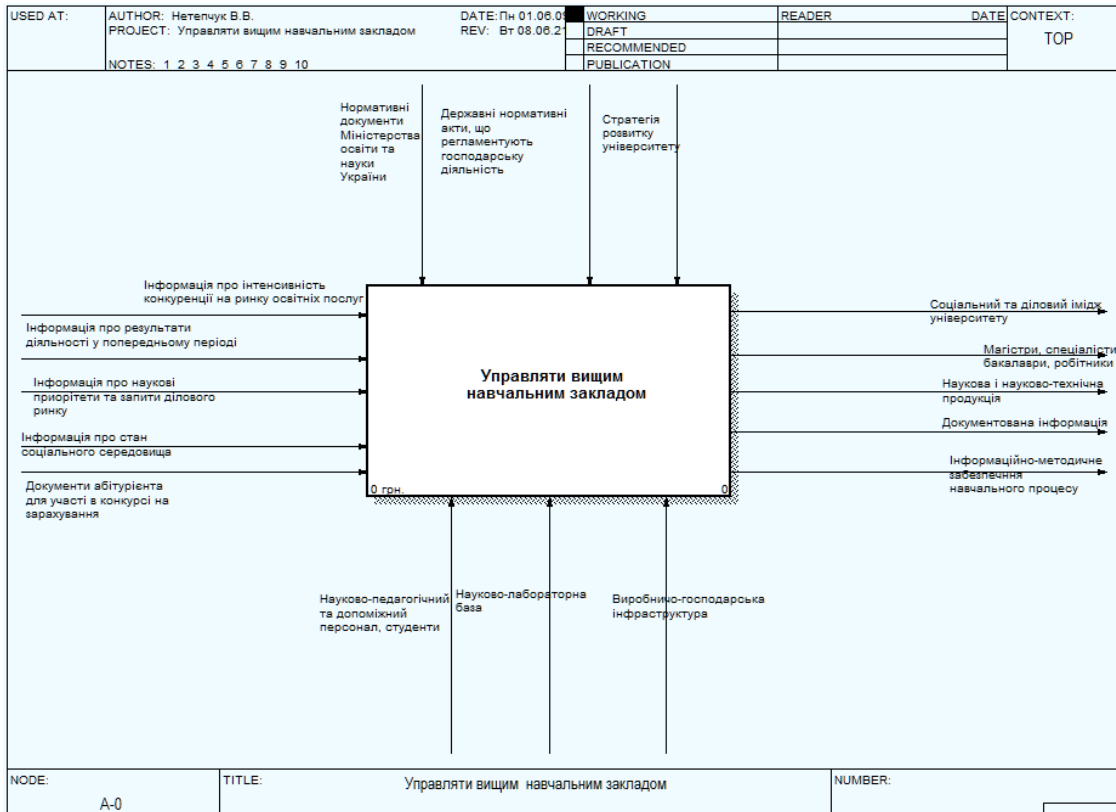 USED AT:
AUTHOR: Нетепчук В.В.
DATE: Пн 01.06.09
WORKING
READER
DATE
CONTEXT:
PROJECT: Управляти вищим навчальним закладом
REV: Вт 08.06.21
DRAFT
TOP
RECOMMENDED
NOTES: 1 2 3 4 5 6 7 8 9 10
PUBLICATION
Нормативні
документи
Міністерства
освіти та
науки
України
Державні нормативні
акти, що
регламентують
господарську
діяльність
Стратегія
розвитку
університету
Інформація про інтенсивність
конкуренції на ринку освітніх послуг
Інформація про результати
діяльності у попередньому періоді
Інформація про наукові
приорітети та запити ділового
ринку
Інформація про стан
соціального середовища
Документи абітурієнта
для участі в конкурсі на
зарахування
Управляти вищим
навчальним закладом
0 грн.
0
Соціальний та діловий імідж
університету
Магістри, спеціалісти
бакалаври, робітники
Наукова і науково-технічна
продукція
Документована інформація
Інформаційно-методичне
забезпечння
навчального процесу
Науково-педагогічний
та допоміжний
персонал, студенти
Науково-лабораторна
база
Виробничо-господарська
інфраструктура
NODE:
TITLE:
Управляти вищим навчальним закладом
NUMBER:
A-0